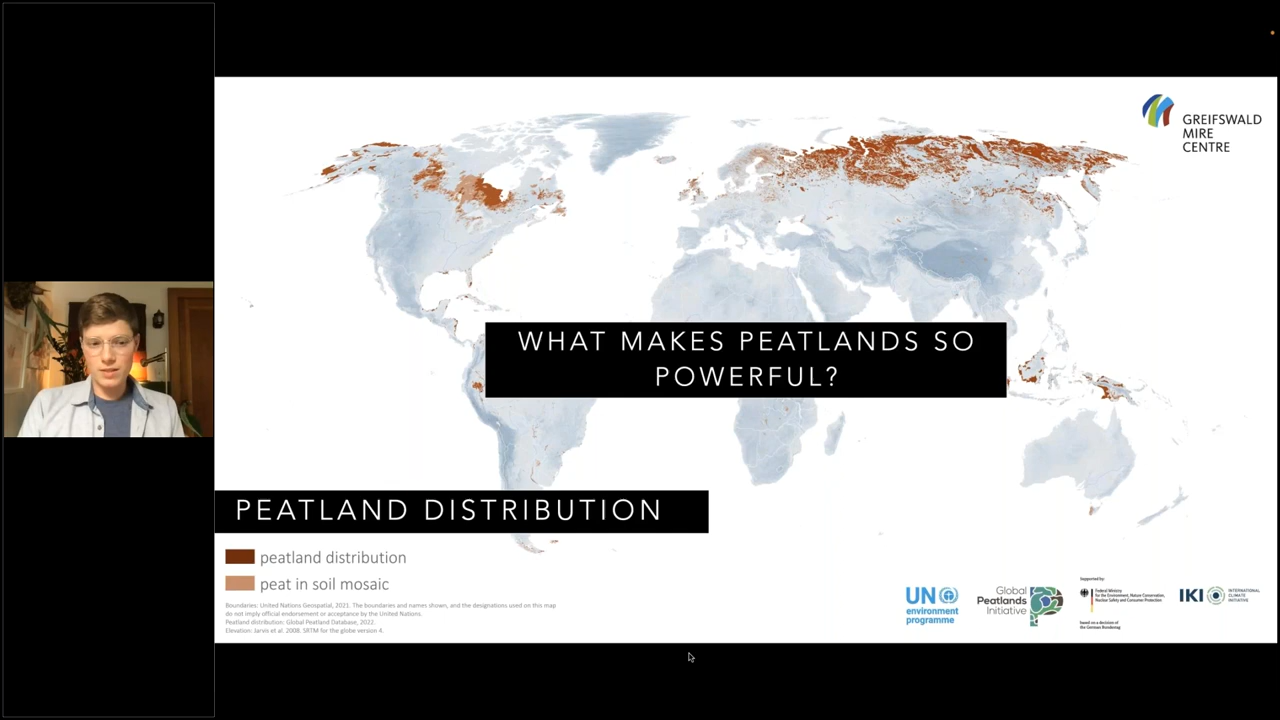 GREIFSWALD
MIRE
CENTRE
WHAT MAKES PEATLANDS SO
POWERFUL?
PEATLAND DISTRIBUTION
peatland distribution
peat in soil mosaic
Boundaries: United Nations Geospatial, 2021. The boundaries and names shown, and the designations used on this map
do not imply official endorsement or acceptance by the United Nations.
Peatland distribution: Global Peatland Database, 2022.
Elevation: Jarvis et al. 2008. SRTM for the globe version 4.
UN
environment
programme
Global
Peatlands
Initiative
Supported by:
Federal Ministry
for the Environment, Nature Conservation,
Nuclear Safety and Consumer Protection
based on a decision of
the German Bundestag
IKI
INTERNATIONAL
CLIMATE
INITIATIVE